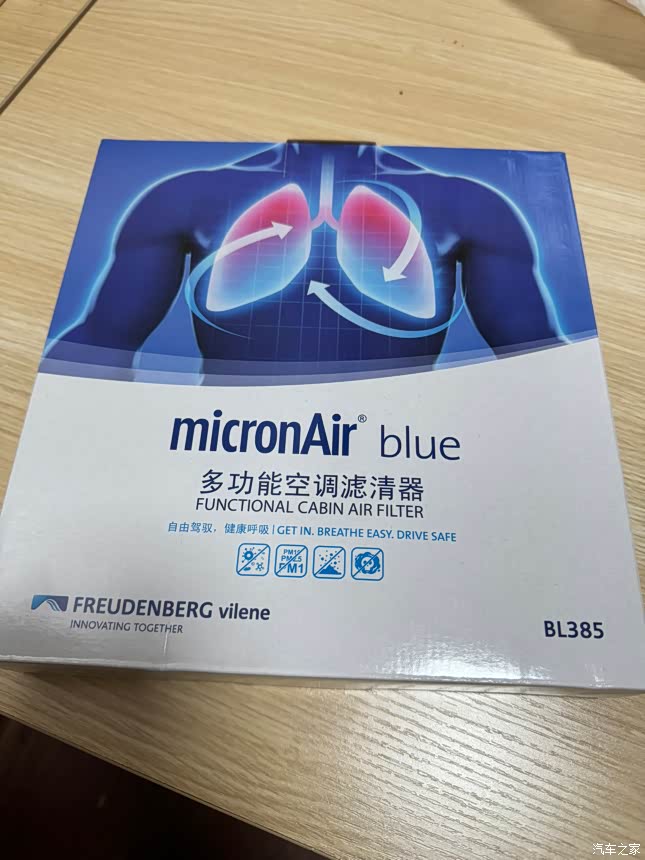 micronAir® blue
多功能空调滤清器
FUNCTIONAL CABIN AIR FILTER
自由驾驭，健康呼吸 | GET IN. BREATHE EASY. DRIVE SAFE
PM10
PM2.5
PM1
FREUDENBERG vilene
INNOVATING TOGETHER
BL385
汽车之家